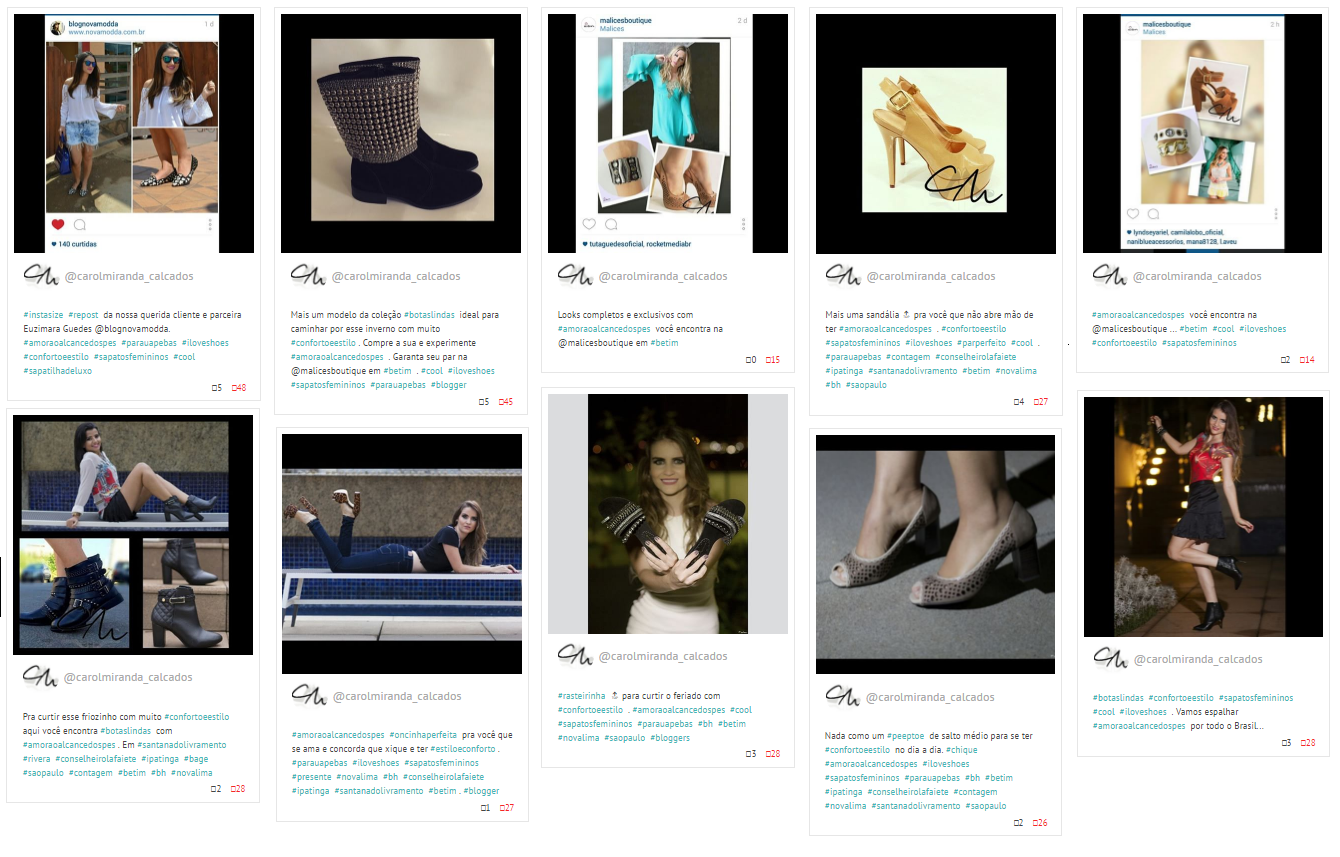 blognovamodda 1 d
www.novamodda.com.br
140 curtidas
@carolmiranda_calcados
#instasize #repost da nossa querida cliente e parceira
Euzimara Guedes @blognovamodda.
#amoraoalcancedospes #parauapebas #iloveshoes
#confortoeestilo #sapatosfemininos #cool
#sapatilhadeluxo
5 48
@carolmiranda_calcados
Mais um modelo da coleção #botaslindas ideal para
caminhar por esse inverno com muito
#confortoeestilo . Compre a sua e experimente
#amoraoalcancedospes . Garanta seu par na
@malicesboutique em #betim . #cool #iloveshoes
#sapatosfemininos #parauapebas #blogger
5 45
malicesboutique 2 d
Malices
tutaguedesoficial, rocketmediabr
@carolmiranda_calcados
Looks completos e exclusivos com
#amoraoalcancedospes você encontra na
@malicesboutique em #betim
0 15
@carolmiranda_calcados
Mais uma sandália pra você que não abre mão de
ter #amoraoalcancedospes . #confortoeestilo
#sapatosfemininos #iloveshoes #parperfeito #cool .
#parauapebas #contagem #conselheirolafaiete
#ipatinga #santanadolivramento #betim #novalima
#bh #saopaulo
4 27
malicesboutique 2 h
Malices
lyndseyariel, camilalobo_oficial,
naniblueacessorios, mana8128, l.aveu
@carolmiranda_calcados
#amoraoalcancedospes você encontra na
@malicesboutique ... #betim #cool #iloveshoes
#confortoeestilo #sapatosfemininos
2 14
@carolmiranda_calcados
Pra curtir esse friozinho com muito #confortoeestilo
aqui você encontra #botaslindas com
#amoraoalcancedospes . Em #santanadolivramento
#rivera #conselheirolafaiete #ipatinga #bage
#saopaulo #contagem #betim #bh #novalima
2 28
@carolmiranda_calcados
#amoraoalcancedospes #oncinhaperfeita pra você que
se ama e concorda que xique e ter #estiloeconforto .
#parauapebas #iloveshoes #sapatosfemininos
#presente #novalima #bh #conselheirolafaiete
#ipatinga #santanadolivramento #betim . #blogger
1 27
@carolmiranda_calcados
#rasteirinha para curtir o feriado com
#confortoeestilo . #amoraoalcancedospes #cool
#sapatosfemininos #parauapebas #bh #betim
#novalima #saopaulo #bloggers
3 28
@carolmiranda_calcados
Nada como um #peeptoe de salto médio para se ter
#confortoeestilo no dia a dia. #chique
#amoraoalcancedospes #iloveshoes
#sapatosfemininos #parauapebas #bh #betim
#ipatinga #conselheirolafaiete #contagem
#novalima #santanadolivramento #saopaulo
2 26
@carolmiranda_calcados
#botaslindas #confortoeestilo #sapatosfemininos
#cool #iloveshoes . Vamos espalhar
#amoraoalcancedospes por todo o Brasil...
3 28